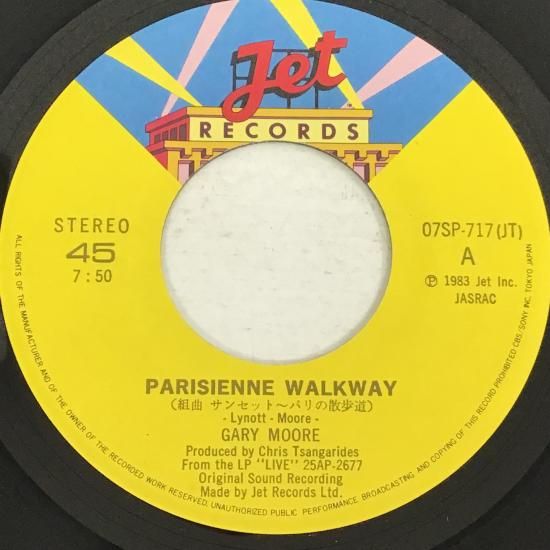 Jet
RECORDS
STEREO
45
7:50
07SP-717(JT)
A
Ⓟ 1983 Jet Inc.
JASRAC
PARISIENNE WALKWAY
(組曲 サンセット〜パリの散歩道)
- Lynott - Moore -
GARY MOORE
Produced by Chris Tsangarides
From the LP "LIVE" 25AP-2677
Original Sound Recording
Made by Jet Records Ltd.
ALL RIGHTS OF THE MANUFACTURER AND OF THE OWNER OF THE RECORDED WORK RESERVED. UNAUTHORIZED PUBLIC PERFORMANCE, BROADCASTING AND COPYING OF THIS RECORD PROHIBITED CBS/SONY INC. TOKYO JAPAN